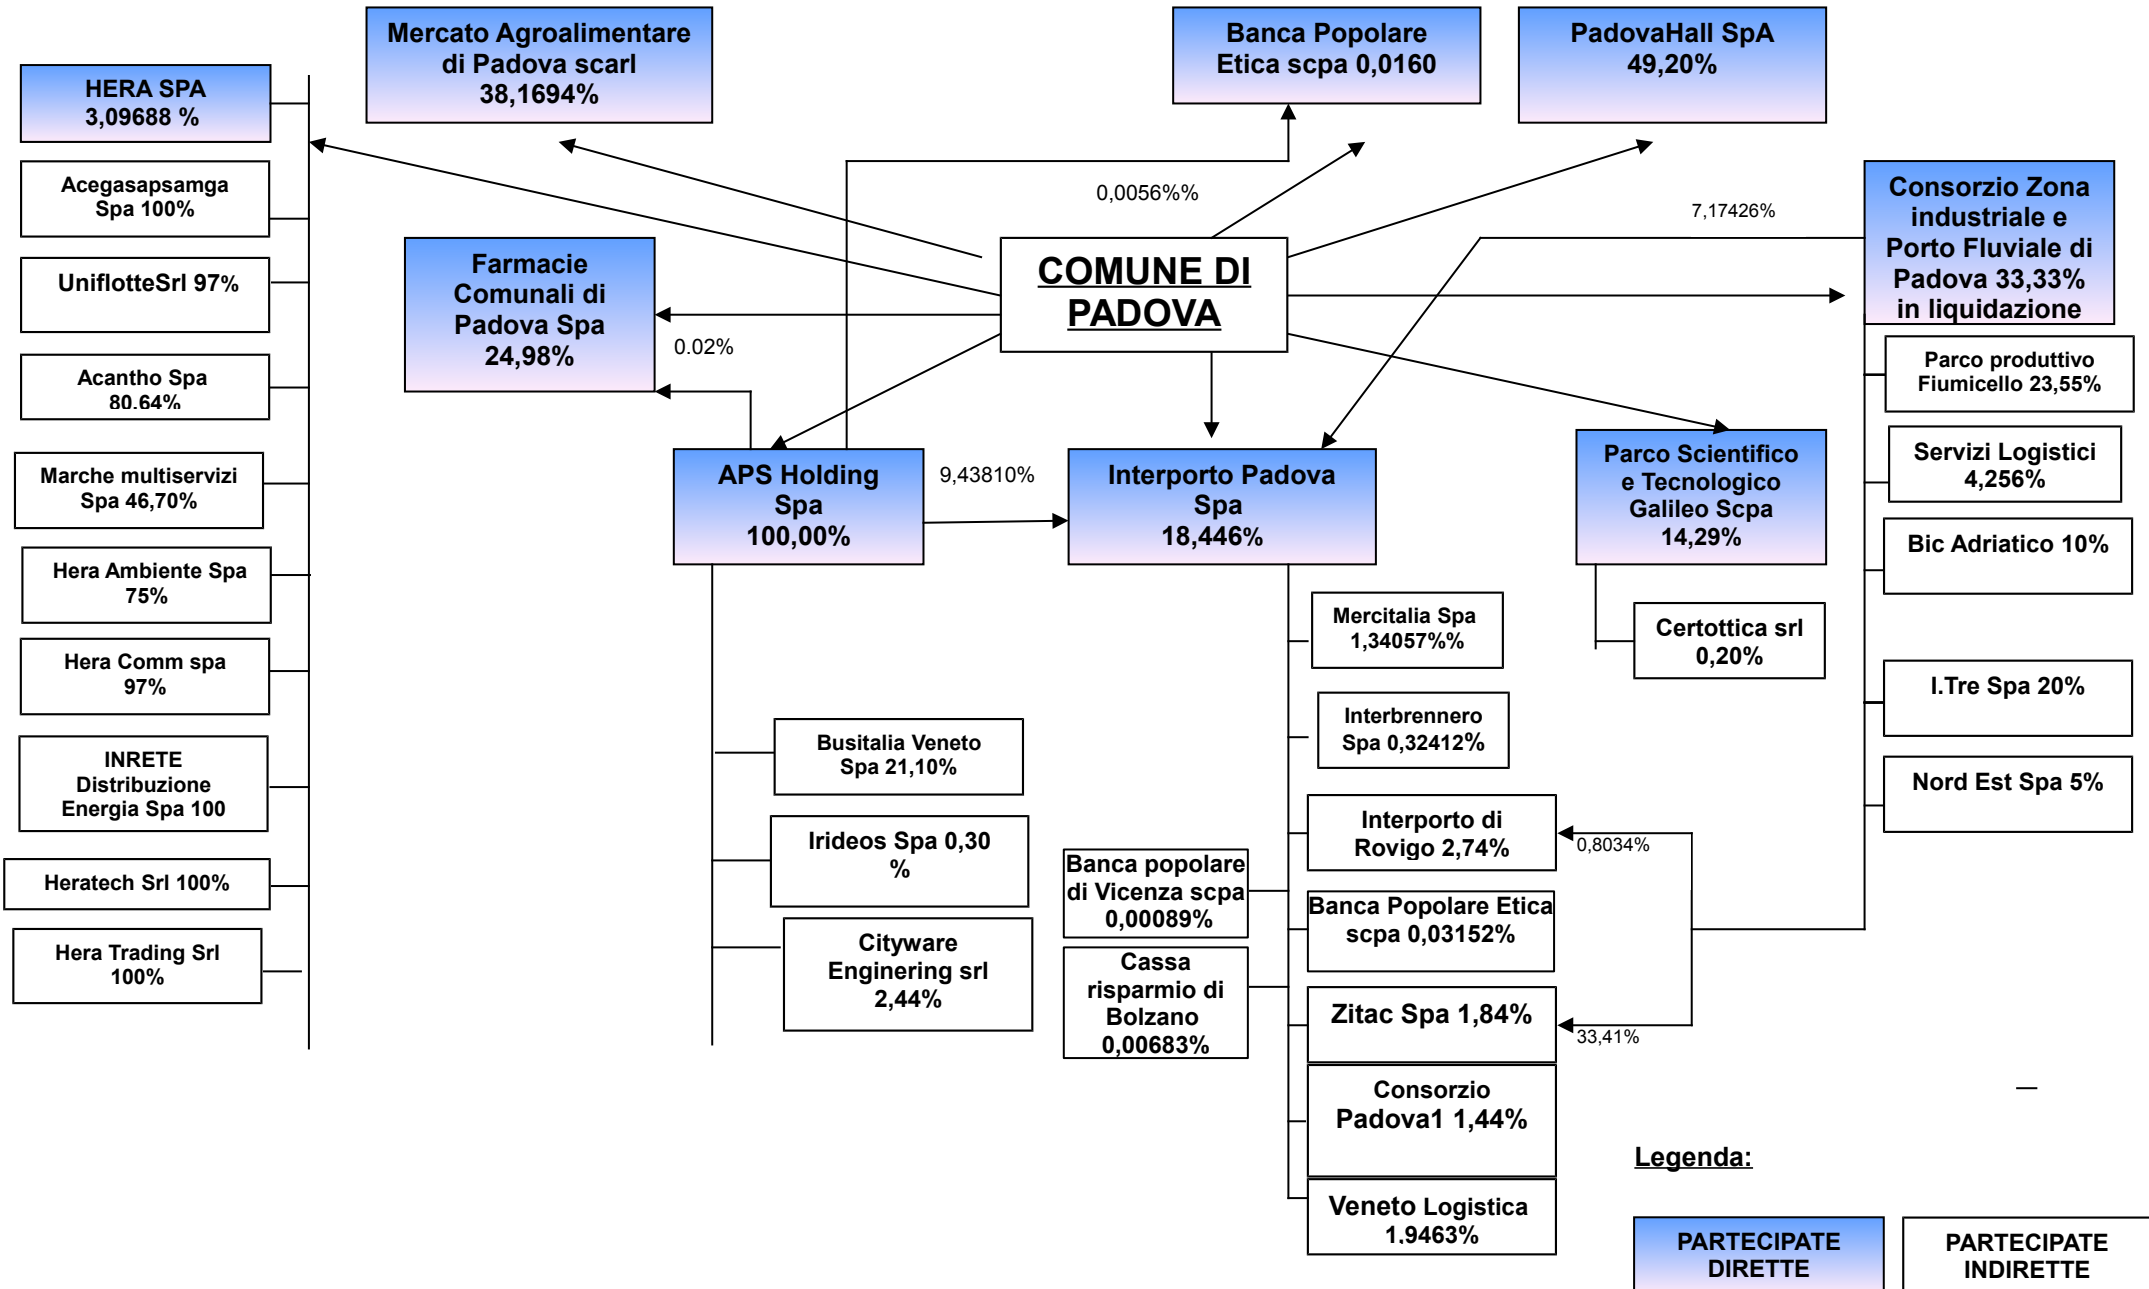 Mercato Agroalimentare
di Padova scarl
38,1694%
Banca Popolare
Etica scpa 0,0160
PadovaHall SpA
49,20%
HERA SPA
3,09688 %
Acegasapsamga
Spa 100%
UniflotteSrl 97%
Acantho Spa
80.64%
Marche multiservizi
Spa 46,70%
Hera Ambiente Spa
75%
Hera Comm spa
97%
INRETE
Distribuzione
Energia Spa 100
Heratech Srl 100%
Hera Trading Srl
100%
0,0056%%
7,17426%
Consorzio Zona
industriale e
Porto Fluviale di
Padova 33,33%
in liquidazione
Farmacie
Comunali di
Padova Spa
24,98%
0.02%
COMUNE DI
PADOVA
APS Holding
Spa
100,00%
9,43810%
Interporto Padova
Spa
18,446%
Parco Scientifico
e Tecnologico
Galileo Scpa
14,29%
Parco produttivo
Fiumicello 23,55%
Servizi Logistici
4,256%
Bic Adriatico 10%
I.Tre Spa 20%
Nord Est Spa 5%
Certottica srl
0,20%
Mercitalia Spa
1,34057%%
Interbrennero
Spa 0,32412%
Interporto di
Rovigo 2,74%
0,8034%
Banca Popolare Etica
scpa 0,03152%
Zitac Spa 1,84%
33,41%
Consorzio
Padova1 1,44%
Veneto Logistica
1,9463%
Banca popolare
di Vicenza scpa
0,00089%
Cassa
risparmio di
Bolzano
0,00683%
Busitalia Veneto
Spa 21,10%
Irideos Spa 0,30
%
Cityware
Enginering srl
2,44%
Legenda:
PARTECIPATE
DIRETTE
PARTECIPATE
INDIRETTE